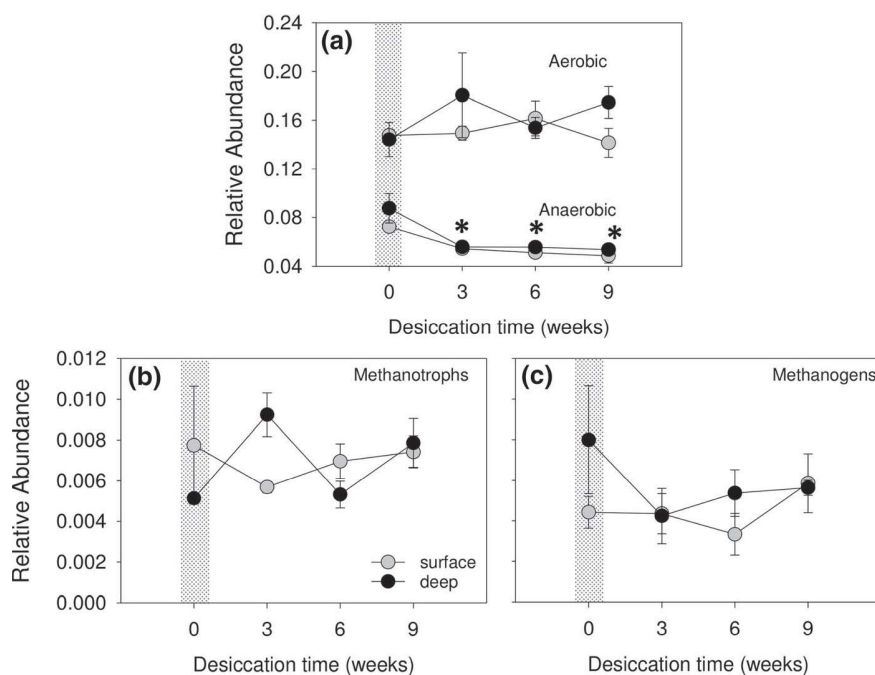 (a)
Aerobic
Anaerobic
*
*
*
Relative Abundance
0.24
0.20
0.16
0.12
0.08
0.04
0 3 6 9
Desiccation time (weeks)
(b)
Methanotrophs
Relative Abundance
0.012
0.010
0.008
0.006
0.004
0.002
0.000
surface
deep
0 3 6 9
Desiccation time (weeks)
(c)
Methanogens
0 3 6 9
Desiccation time (weeks)